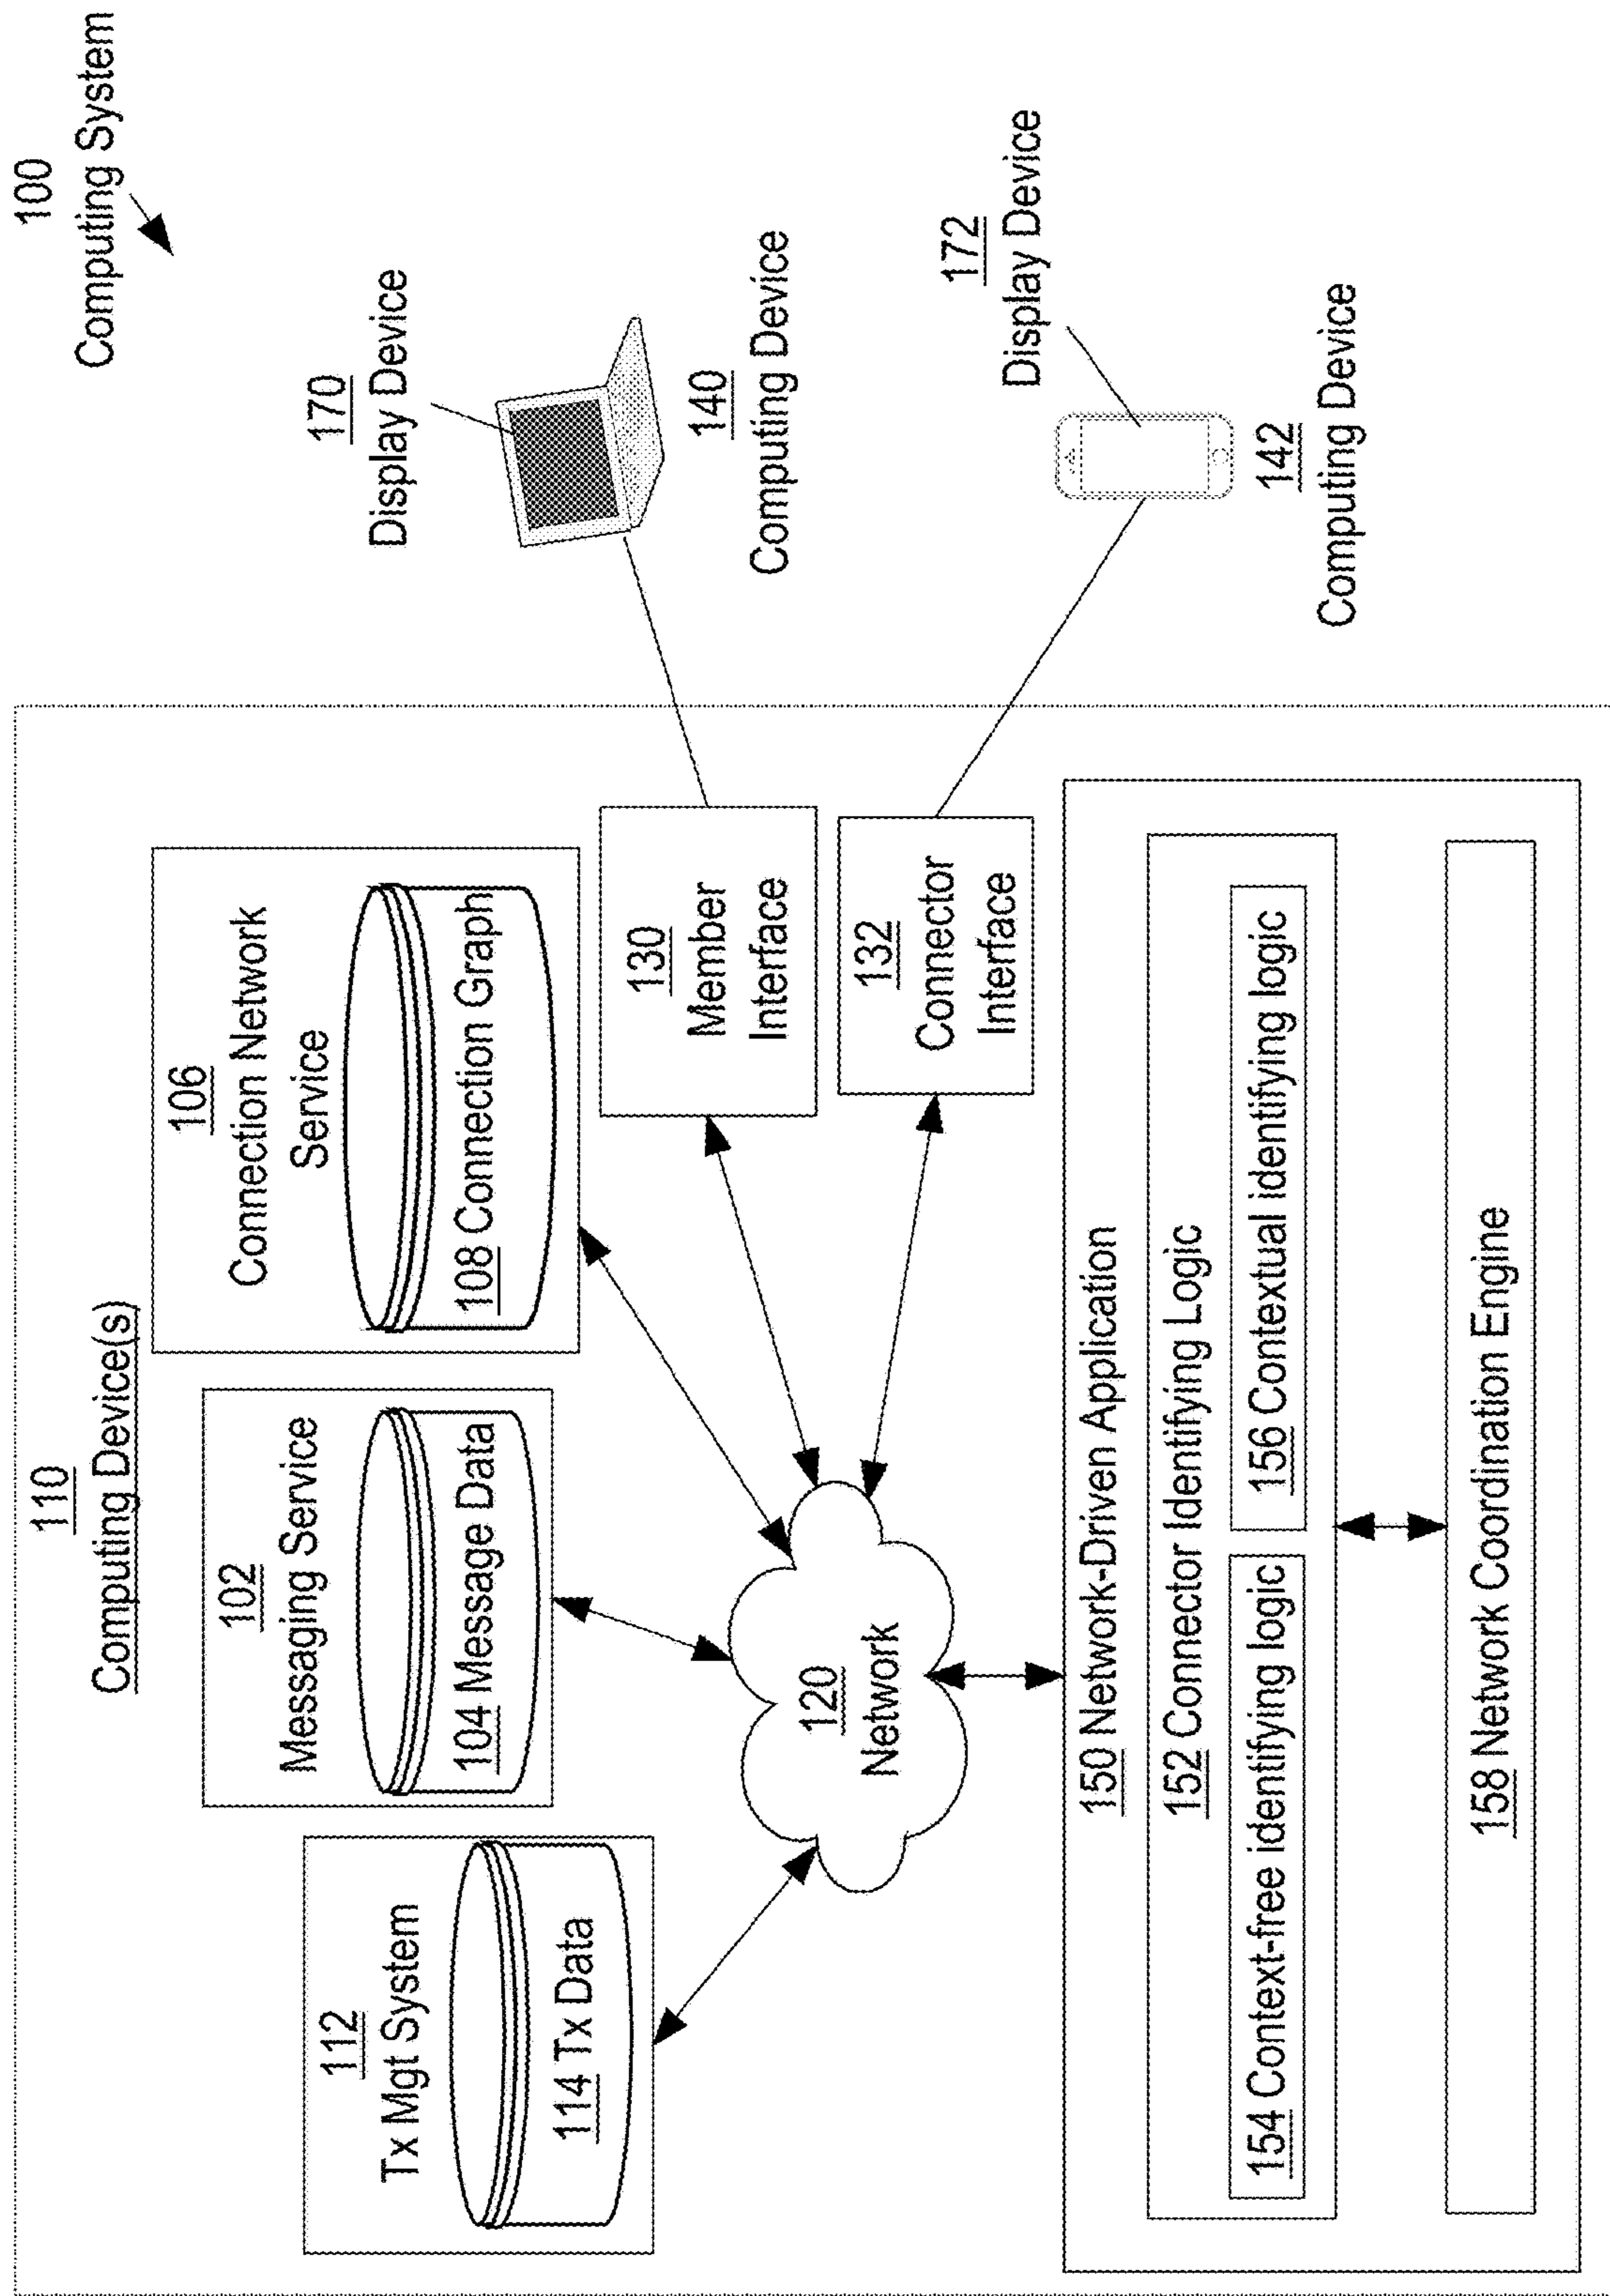 100
Computing System
110
Computing Device(s)
112
Tx Mgt System
114 Tx Data
102
Messaging Service
104 Message Data
106
Connection Network
Service
108 Connection Graph
170
Display Device
140
Computing Device
130
Member
Interface
132
Connector
Interface
172
Display Device
142
Computing Device
120
Network
150 Network-Driven Application
152 Connector Identifying Logic
154 Context-free identifying logic
156 Contextual identifying logic
158 Network Coordination Engine